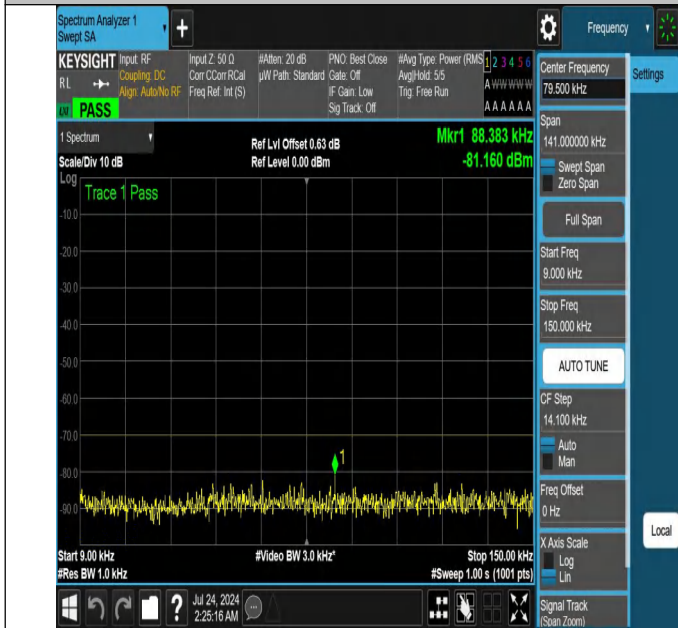 Spectrum Analyzer 1
Swept SA
Frequency
KEYSIGHT
RL
PASS
Input: RF
Coupling: DC
Align: Auto/No RF
Input Z: 50 Ω
Corr CCorr RCal
Freq Ref: Int (S)
#Atten: 20 dB
µW Path: Standard
PNO: Best Close
Gate: Off
IF Gain: Low
Sig Track: Off
#Avg Type: Power (RMS
Avg|Hold: 5/5
Trig: Free Run
1 2 3 4 5 6
A W W W W W
A A A A A A
1 Spectrum
Scale/Div 10 dB
Ref Lvl Offset 0.63 dB
Ref Level 0.00 dBm
Mkr1 88.383 kHz
-81.160 dBm
Log
Trace 1 Pass
-10.0
-20.0
-30.0
-40.0
-50.0
-60.0
-70.0
-80.0
-90.0
1
Start 9.00 kHz
#Res BW 1.0 kHz
#Video BW 3.0 kHz*
Stop 150.00 kHz
#Sweep 1.00 s (1001 pts)
Center Frequency
79.500 kHz
Settings
Span
141.000000 kHz
Swept Span
Zero Span
Full Span
Start Freq
9.000 kHz
Stop Freq
150.000 kHz
AUTO TUNE
CF Step
14.100 kHz
Auto
Man
Freq Offset
0 Hz
X Axis Scale
Log
Lin
Local
Signal Track
(Span Zoom)
?
Jul 24, 2024
2:25:16 AM